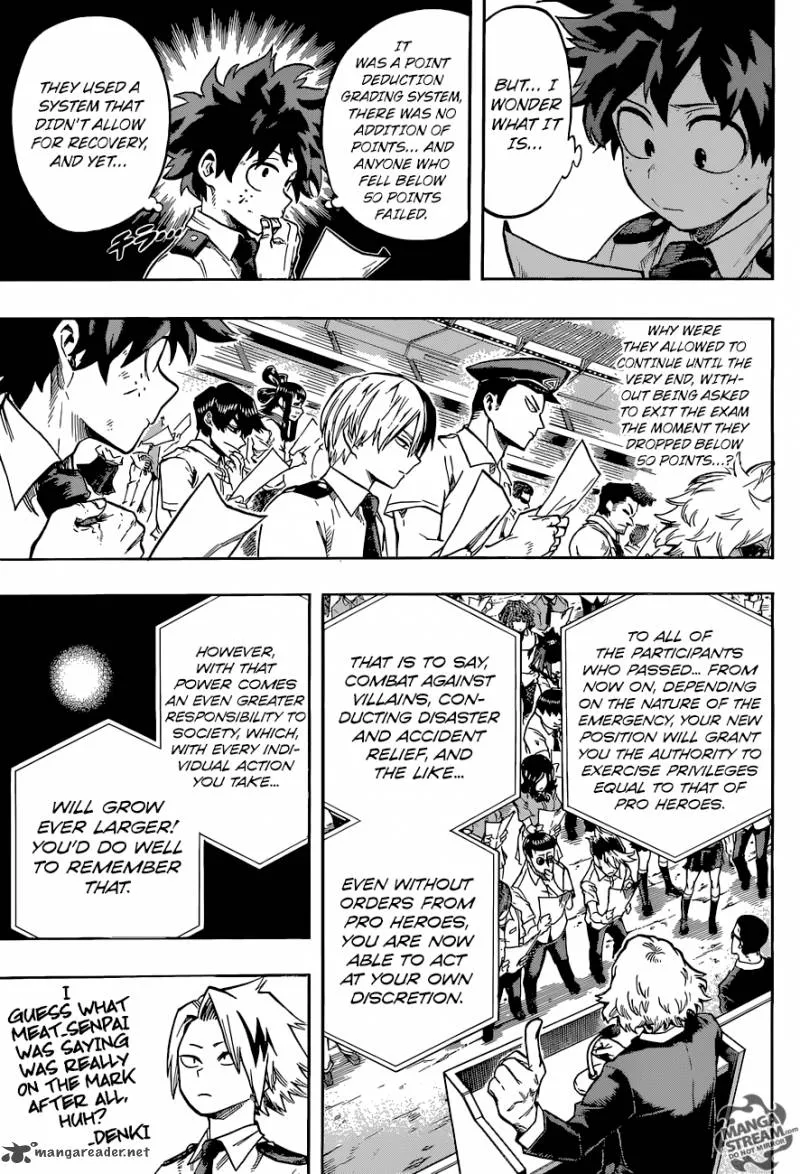 BUT... I
WONDER
WHAT IT
IS...
IT
WAS A POINT
DEDUCTION
GRADING SYSTEM,
THERE WAS NO
ADDITION OF
POINTS... AND
ANYONE WHO
FELL BELOW
50 POINTS
FAILED.
THEY USED A
SYSTEM THAT
DIDN'T ALLOW
FOR RECOVERY,
AND YET...
WHY WERE
THEY ALLOWED TO
CONTINUE UNTIL THE
VERY END, WITH-
OUT BEING ASKED
TO EXIT THE EXAM
THE MOMENT THEY
DROPPED BELOW
50 POINTS...?
TO ALL OF
THE PARTICIPANTS
WHO PASSED... FROM
NOW ON, DEPENDING
ON THE NATURE OF THE
EMERGENCY, YOUR NEW
POSITION WILL GRANT
YOU THE AUTHORITY TO
EXERCISE PRIVILEGES
EQUAL TO THAT OF
PRO HEROES.
THAT IS TO SAY,
COMBAT AGAINST
VILLAINS, CON-
DUCTING DISASTER
AND ACCIDENT
RELIEF, AND
THE LIKE...
EVEN WITHOUT
ORDERS FROM
PRO HEROES,
YOU ARE NOW
ABLE TO ACT
AT YOUR OWN
DISCRETION.
HOWEVER,
WITH THAT
POWER COMES
AN EVEN GREATER
RESPONSIBILITY TO
SOCIETY, WHICH,
WITH EVERY INDI-
VIDUAL ACTION
YOU TAKE...
WILL GROW
EVER LARGER!
YOU'D DO WELL
TO REMEMBER
THAT.
I
GUESS WHAT
MEAT-SENPAI
WAS SAYING
WAS REALLY
ON THE MARK
AFTER ALL,
HUH?
-DENKI
mangareader.net
MANGA
STREAM.COM
DO NOT REMOVE